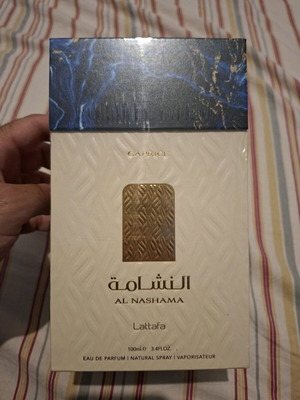 CAPRICE
النشامة
AL NASHAMA
Lattafa
100ml e 3.4FL.OZ.
EAU DE PARFUM | NATURAL SPRAY | VAPORISATEUR